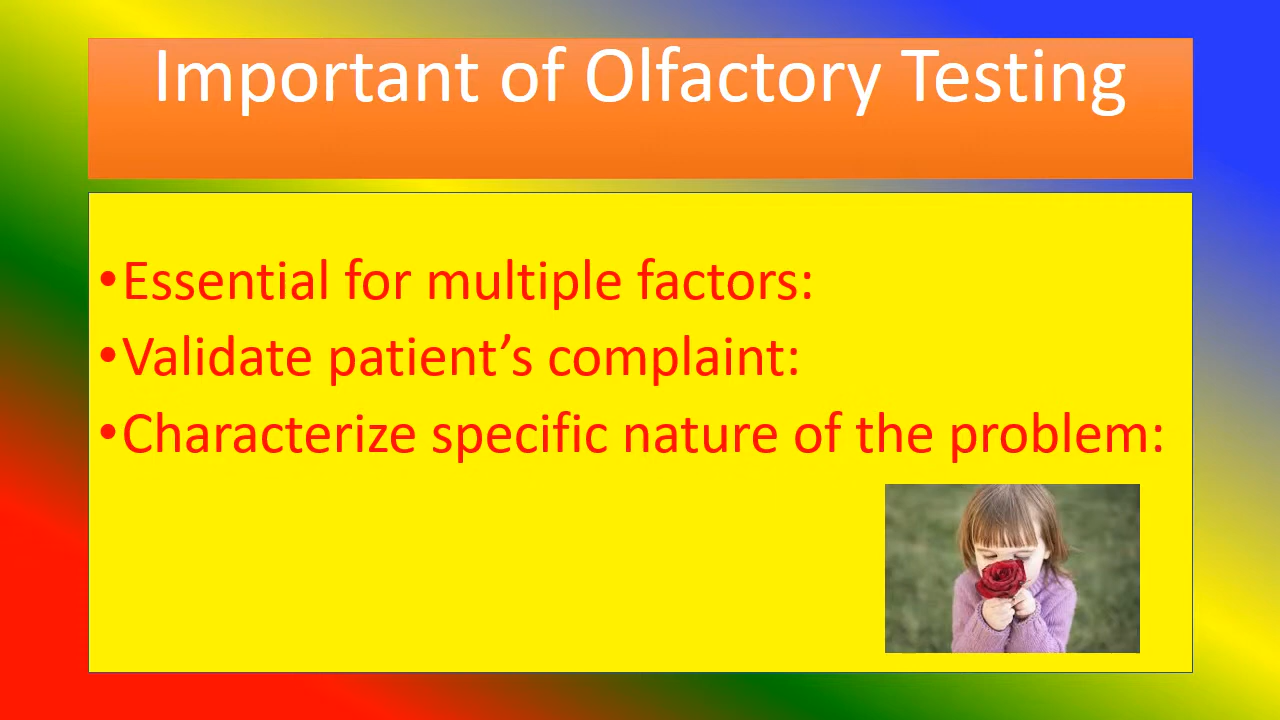 Important of Olfactory Testing
•Essential for multiple factors:
•Validate patient’s complaint:
•Characterize specific nature of the problem: